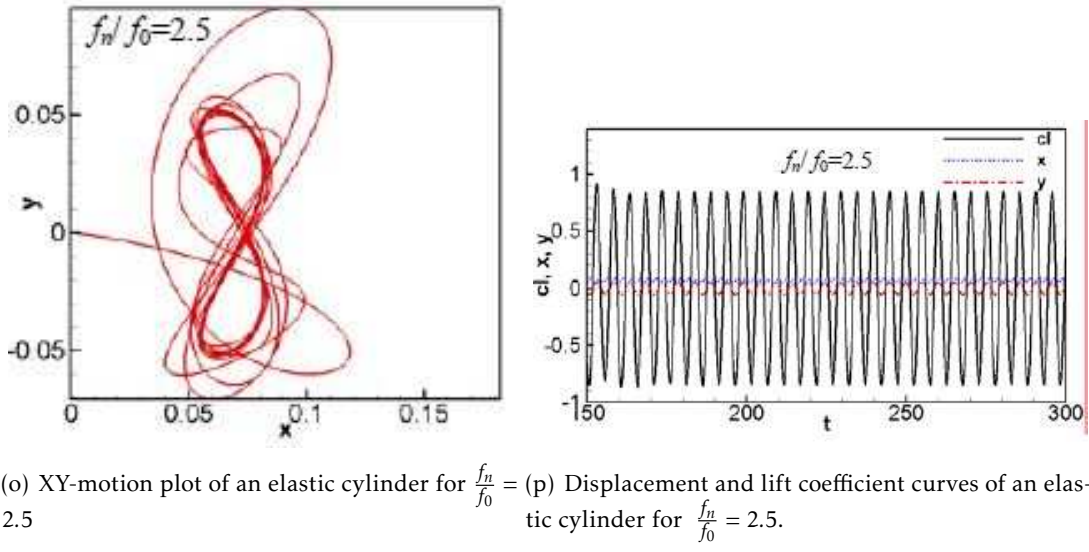 fn/f0=2.5
0.05
0
-0.05
y
0 0.05 0.1 0.15
x
cl
x
y
fn/f0=2.5
1
0.5
0
-0.5
-1
cl, x, y
150 200 250 300
t
(o) XY-motion plot of an elastic cylinder for fn/f0 =
2.5
(p) Displacement and lift coefficient curves of an elas-
tic cylinder for fn/f0 = 2.5.